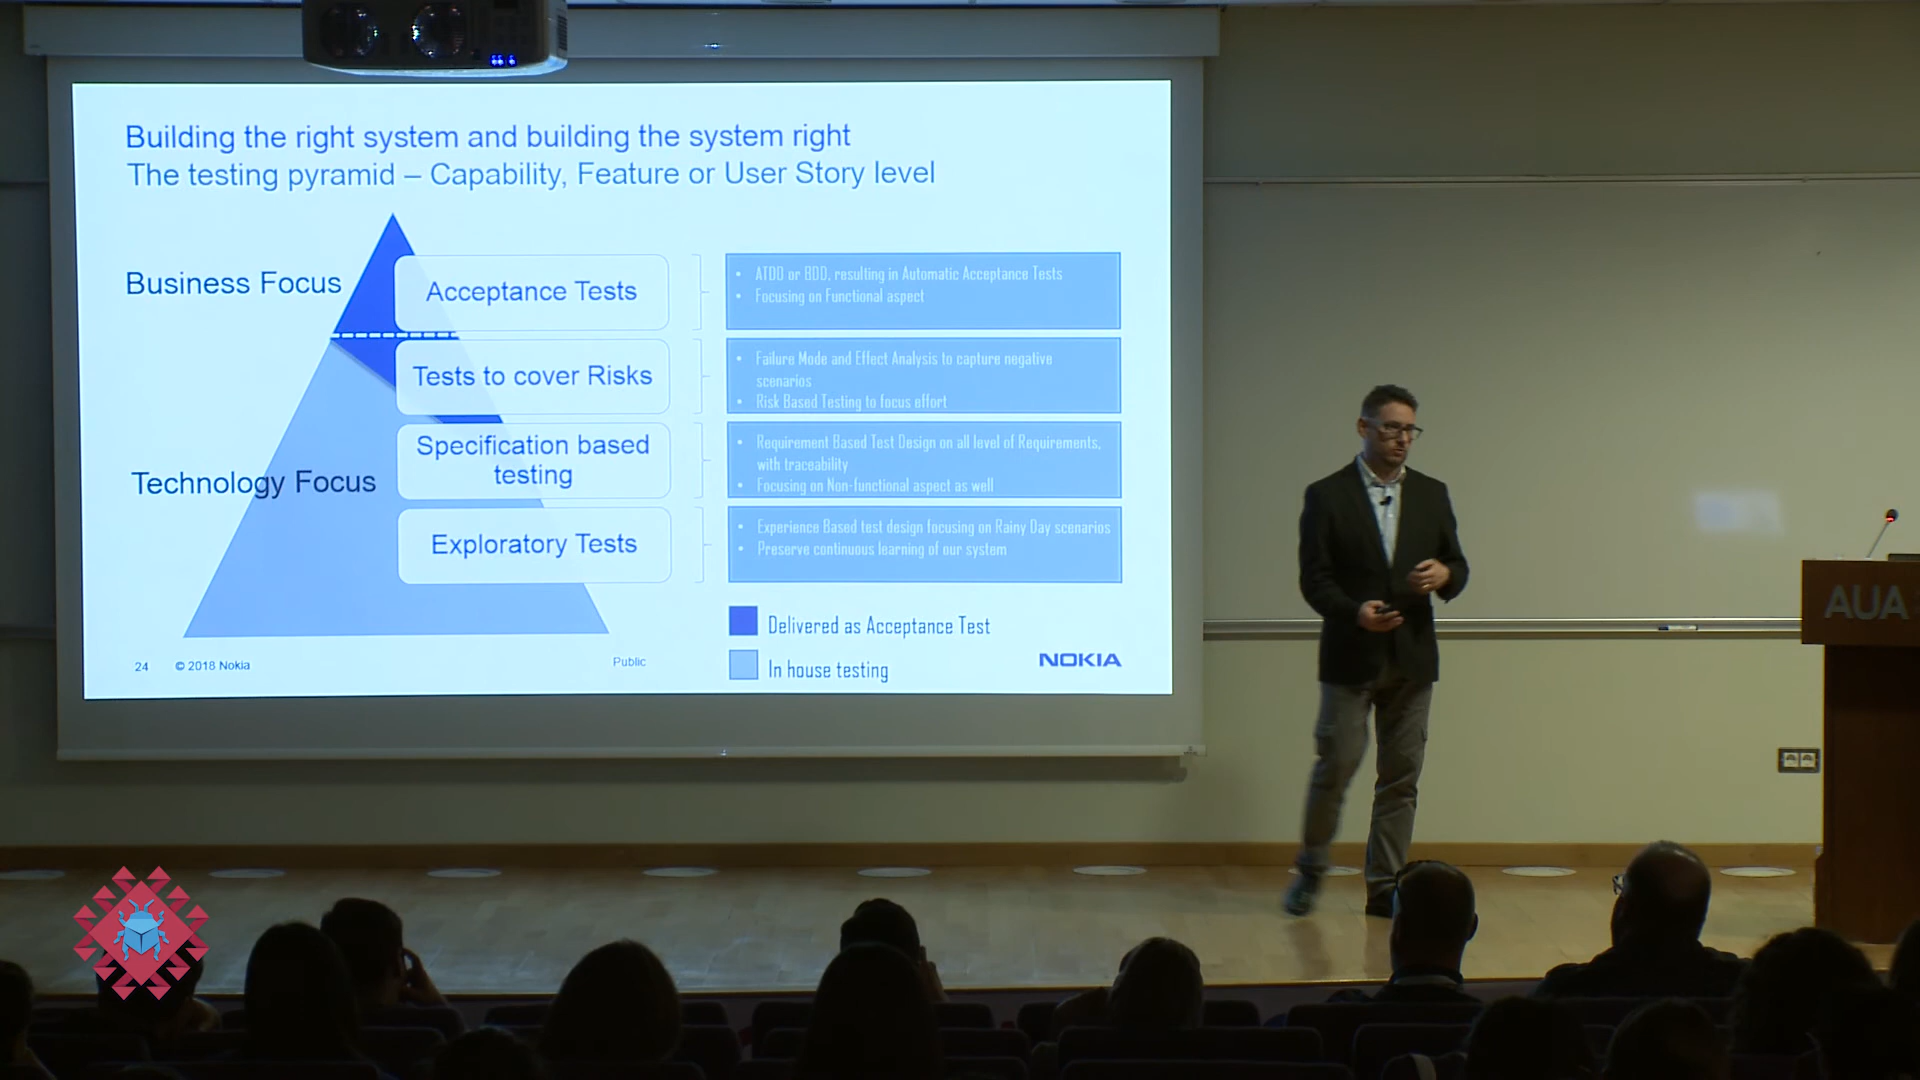 Building the right system and building the system right
The testing pyramid – Capability, Feature or User Story level
Business Focus
Acceptance Tests
• ATDD or BDD, resulting in Automatic Acceptance Tests
• Focusing on Functional aspect
Tests to cover Risks
• Failure Mode and Effect Analysis to capture negative
scenarios
• Risk Based Testing to focus effort
Technology Focus
Specification based
testing
• Requirement Based Test Design on all level of Requirements,
with traceability
• Focusing on Non-functional aspect as well
Exploratory Tests
• Experience Based test design focusing on Rainy Day scenarios
• Preserve continuous learning of our system
Delivered as Acceptance Test
In house testing
24 © 2018 Nokia
Public
NOKIA
AUA